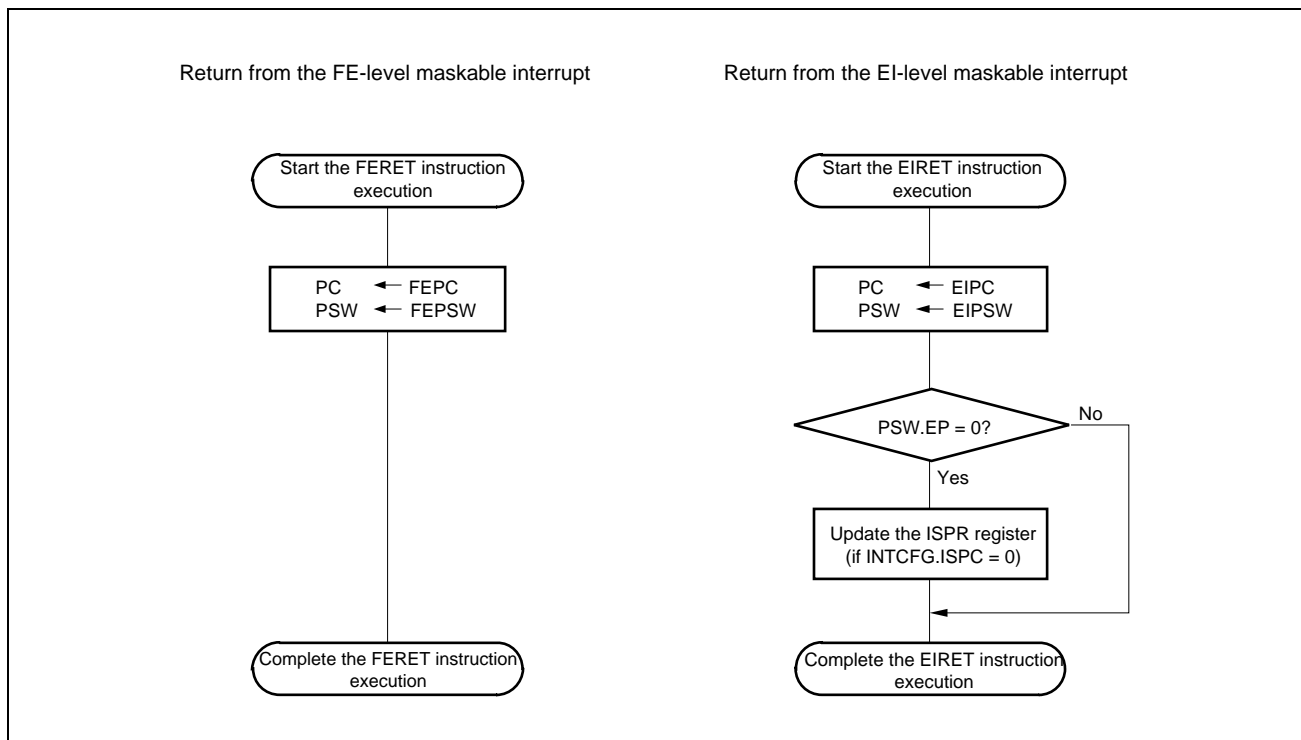 Return from the FE-level maskable interrupt
Start the FERET instruction
execution
PC ← FEPC
PSW ← FEPSW
Complete the FERET instruction
execution
Return from the EI-level maskable interrupt
Start the EIRET instruction
execution
PC ← EIPC
PSW ← EIPSW
PSW.EP = 0?
No
Yes
Update the ISPR register
(if INTCFG.ISPC = 0)
Complete the EIRET instruction
execution